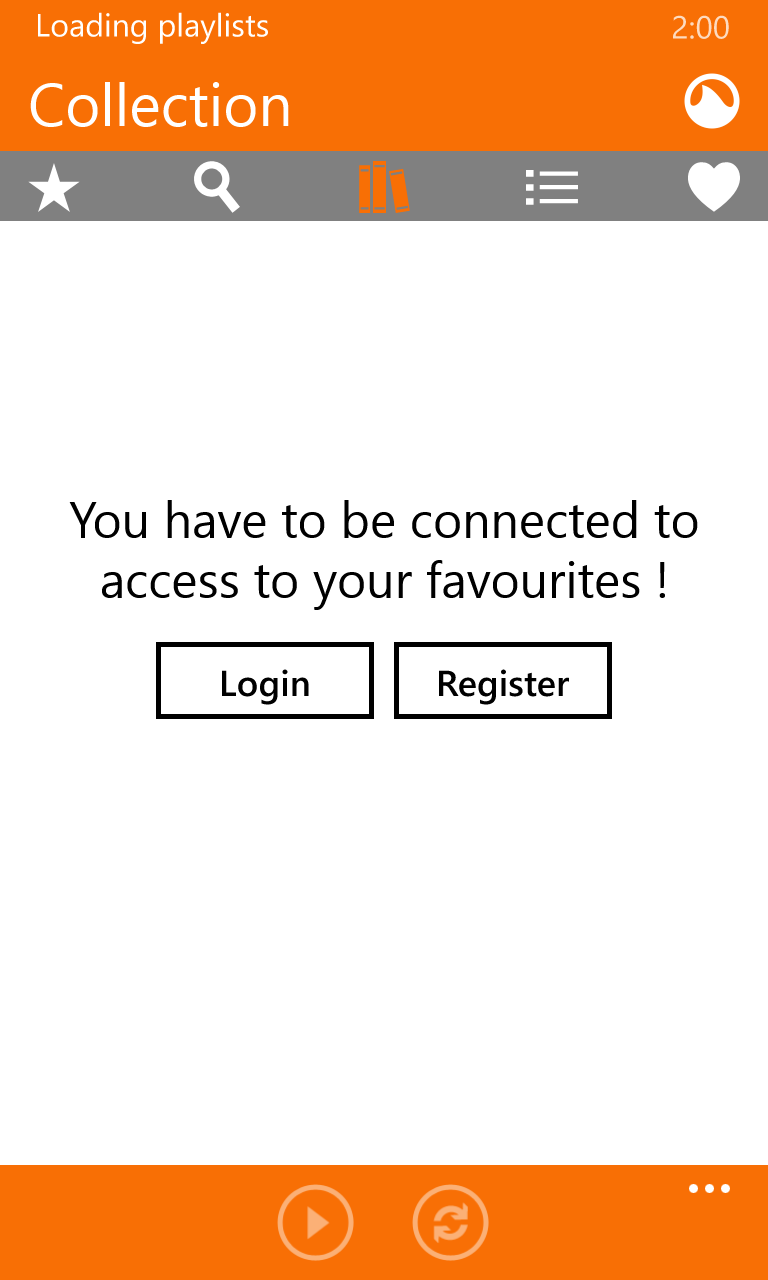 Loading playlists
2:00
Collection
You have to be connected to
access to your favourites !
Login
Register